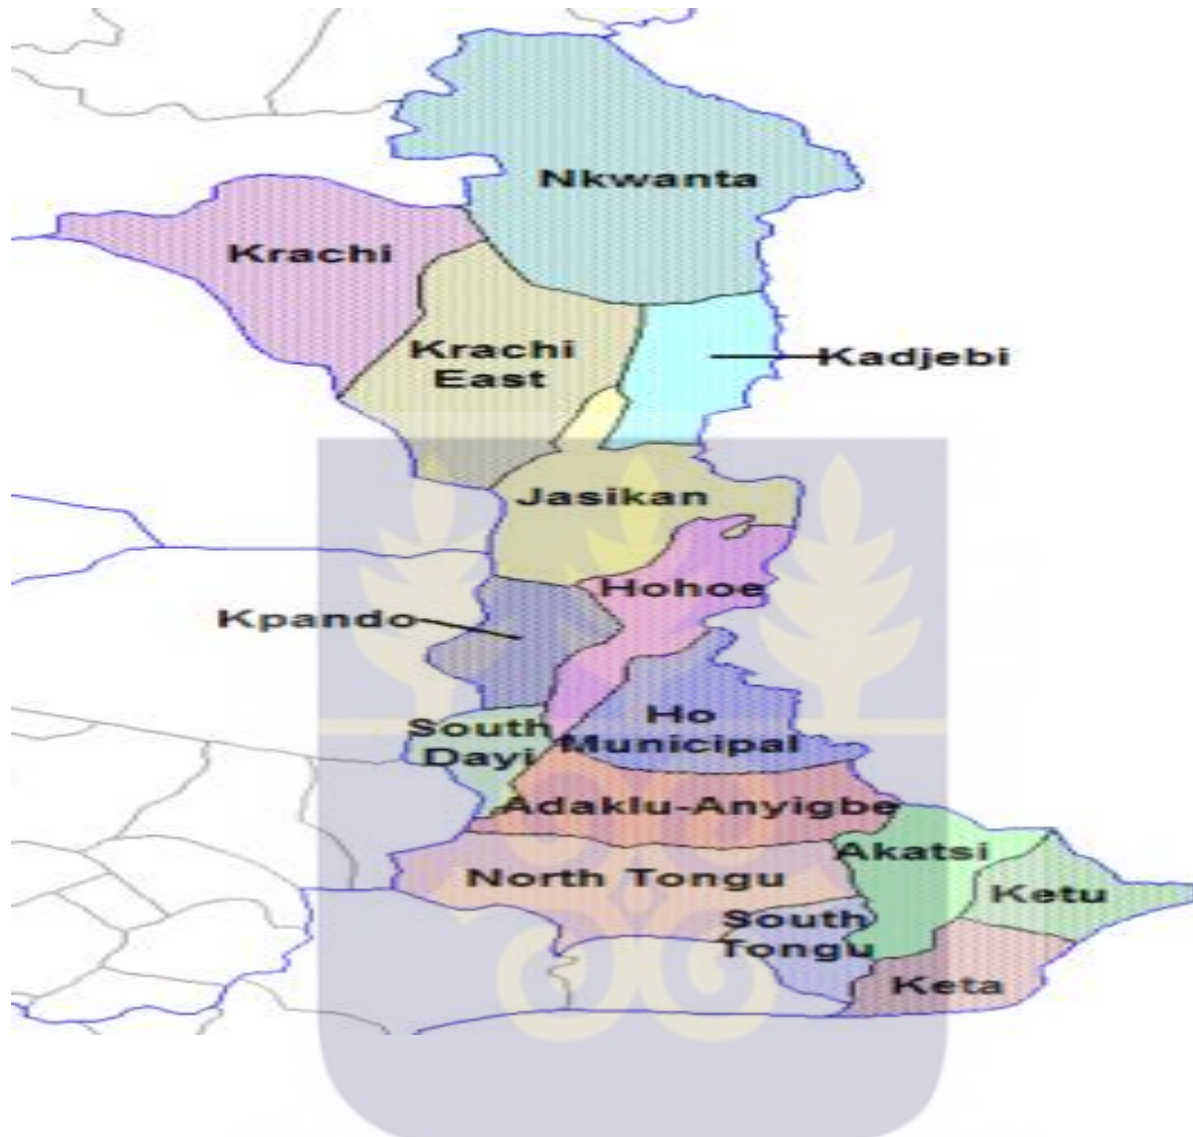 Nkwanta
Krachi
Krachi
East
Kadjebi
Jasikan
Hohoe
Kpando
Ho
Municipal
South
Dayi
Adaklu-Anyigbe
Akatsi
North Tongu
Ketu
South
Tongu
Keta